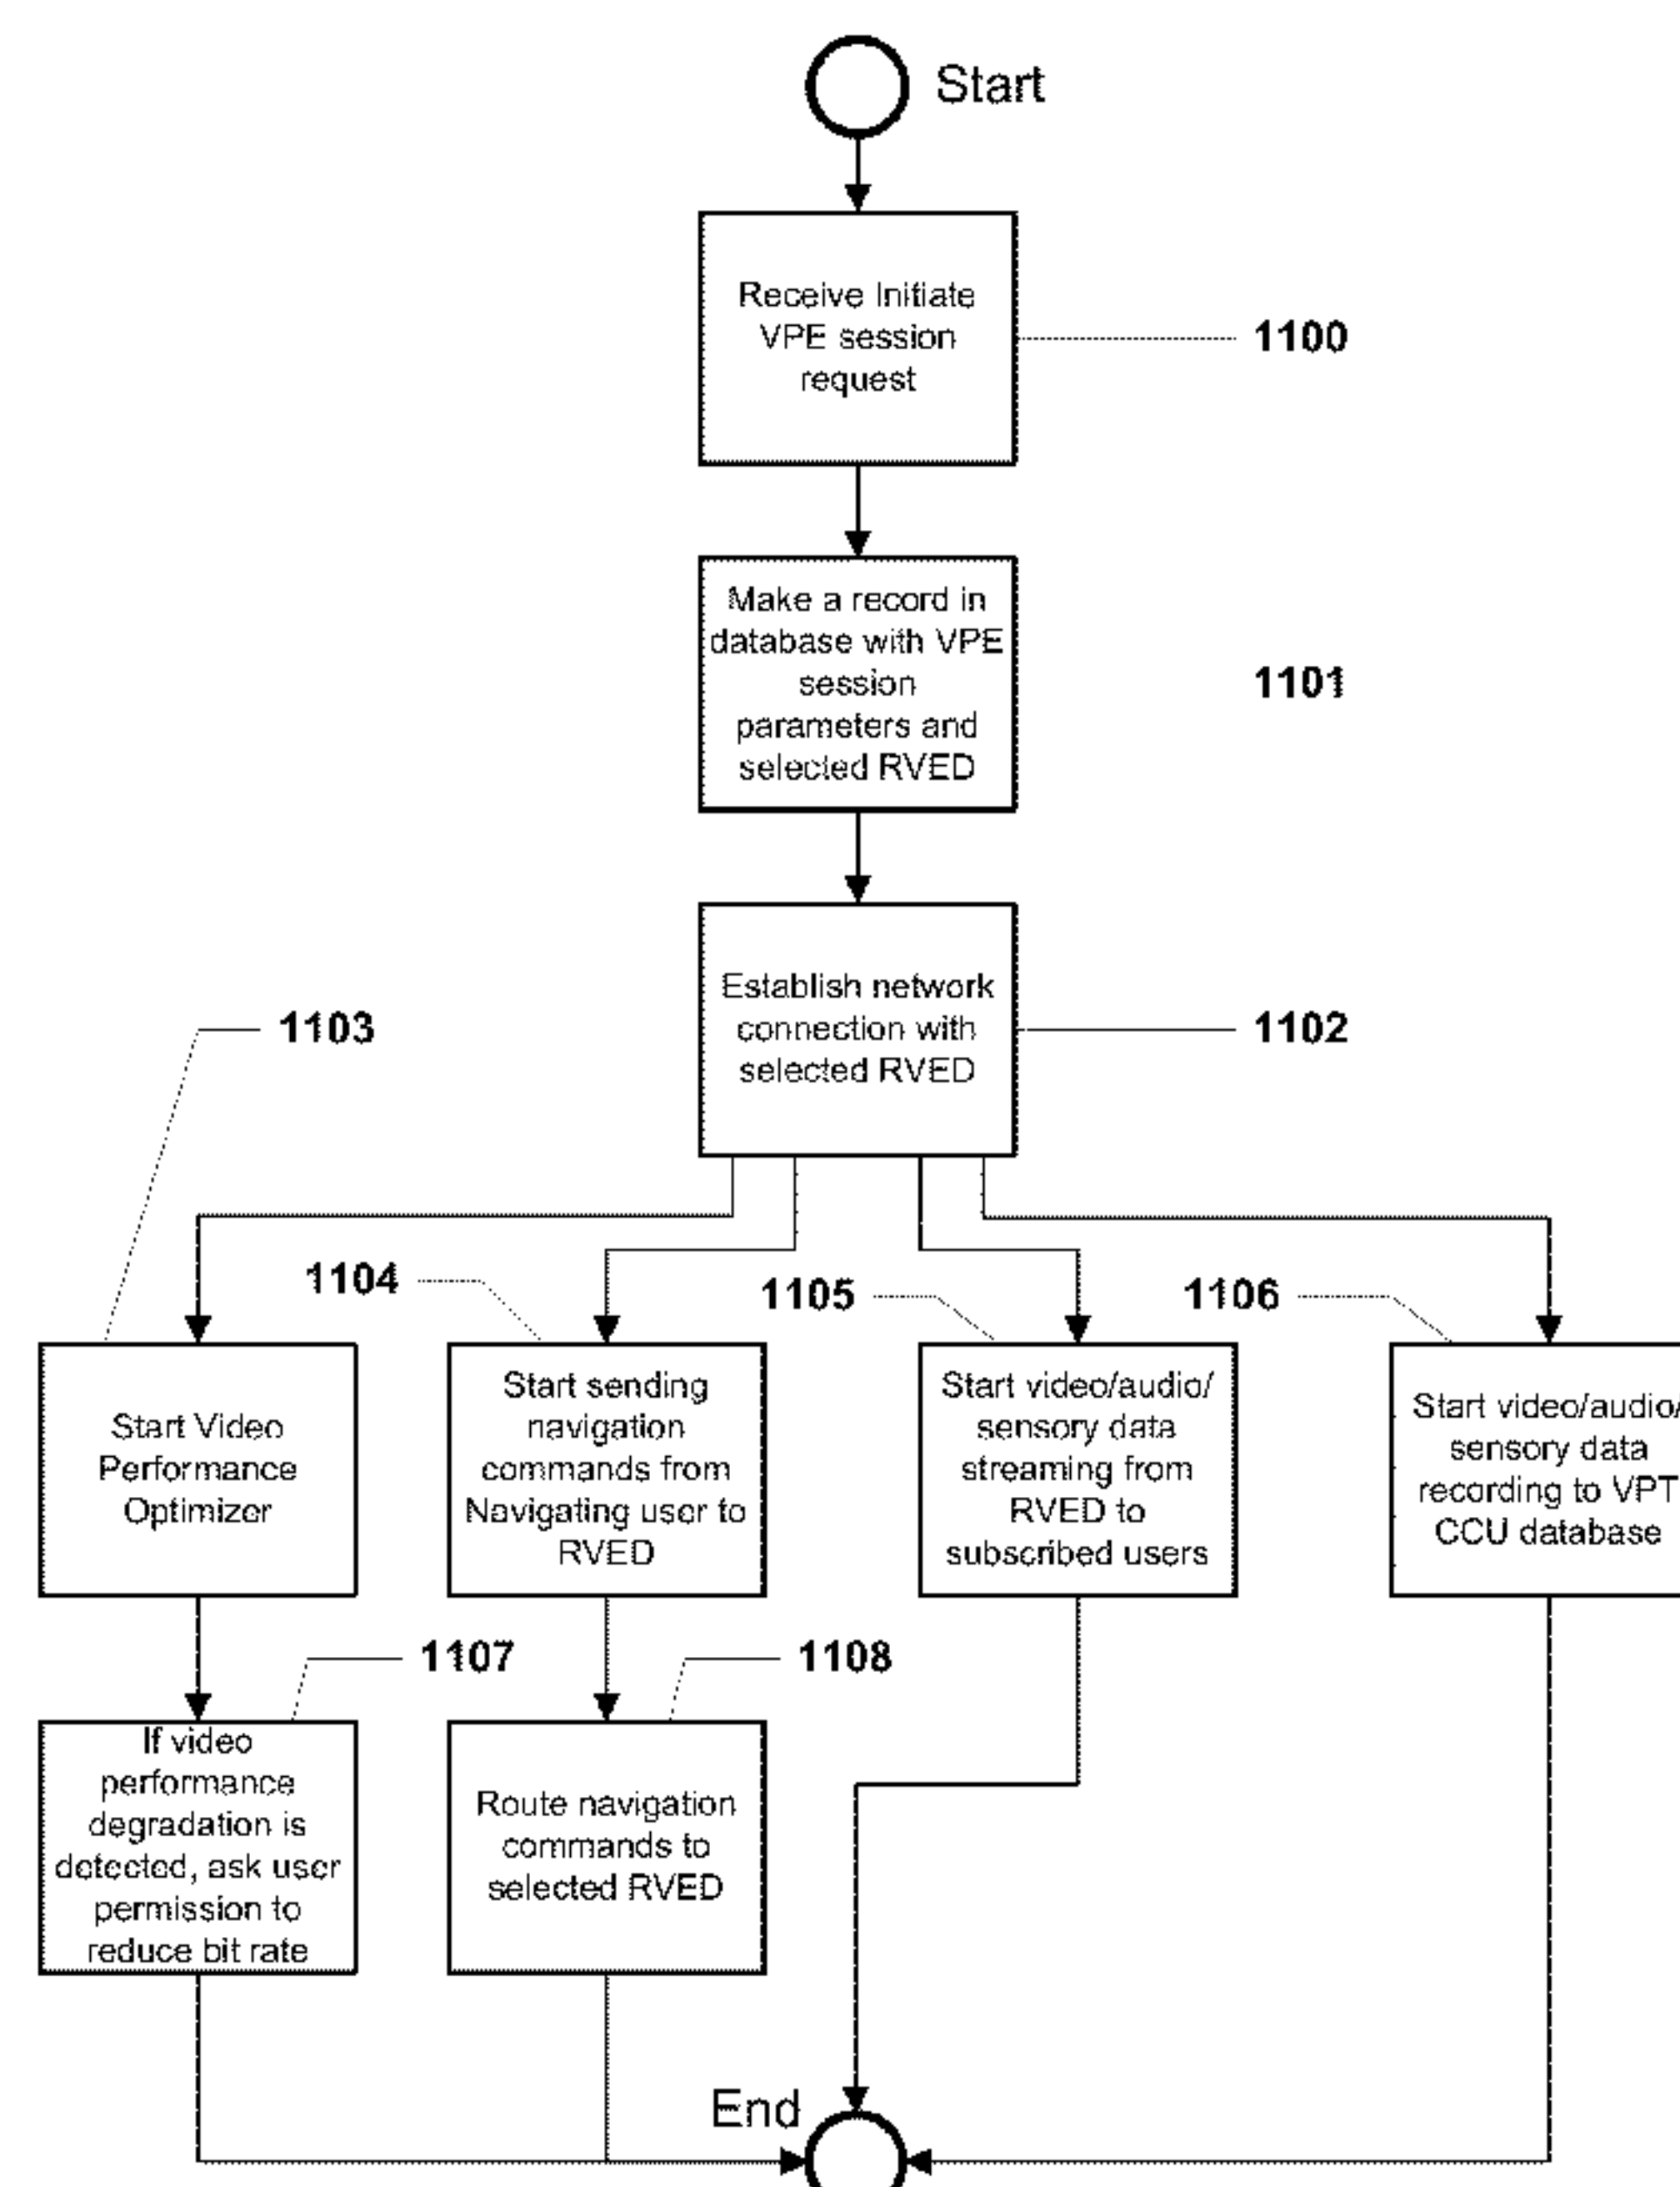 Start
Receive Initiate
VPE session
request
1100
Make a record in
database with VPE
session
parameters and
selected RVED
1101
Establish network
connection with
selected RVED
1102
1103
1104
1105
1106
Start Video
Performance
Optimizer
Start sending
navigation
commands from
Navigating user to
RVED
Start video/audio/
sensory data
streaming from
RVED to
subscribed users
Start video/audio/
sensory data
recording to VPT
CCU database
1107
1108
If video
performance
degradation is
detected, ask user
permission to
reduce bit rate
Route navigation
commands to
selected RVED
End